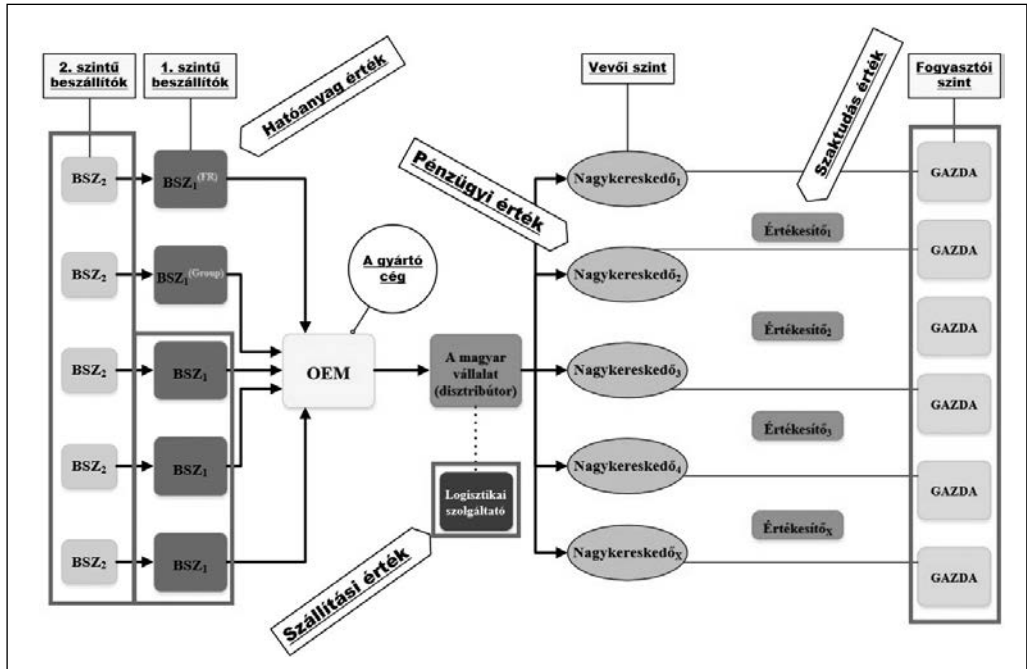 2. szintű
beszállítók
1. szintű
beszállítók
Hatóanyag érték
Vevői szint
Szaktudás érték
Fogyasztói
szint
BSZ₂
BSZ₁(FR)
Pénzügyi érték
Nagykereskedő₁
GAZDA
Értékesítő₁
BSZ₂
BSZ₁(Group)
A gyártó
cég
Nagykereskedő₂
GAZDA
Értékesítő₂
GAZDA
BSZ₂
BSZ₁
OEM
A magyar
vállalat
(disztribútor)
Nagykereskedő₃
GAZDA
Értékesítő₃
BSZ₂
BSZ₁
Logisztikai
szolgáltató
Nagykereskedő₄
GAZDA
Értékesítőₓ
BSZ₂
BSZ₁
Szállítási érték
Nagykereskedőₓ
GAZDA